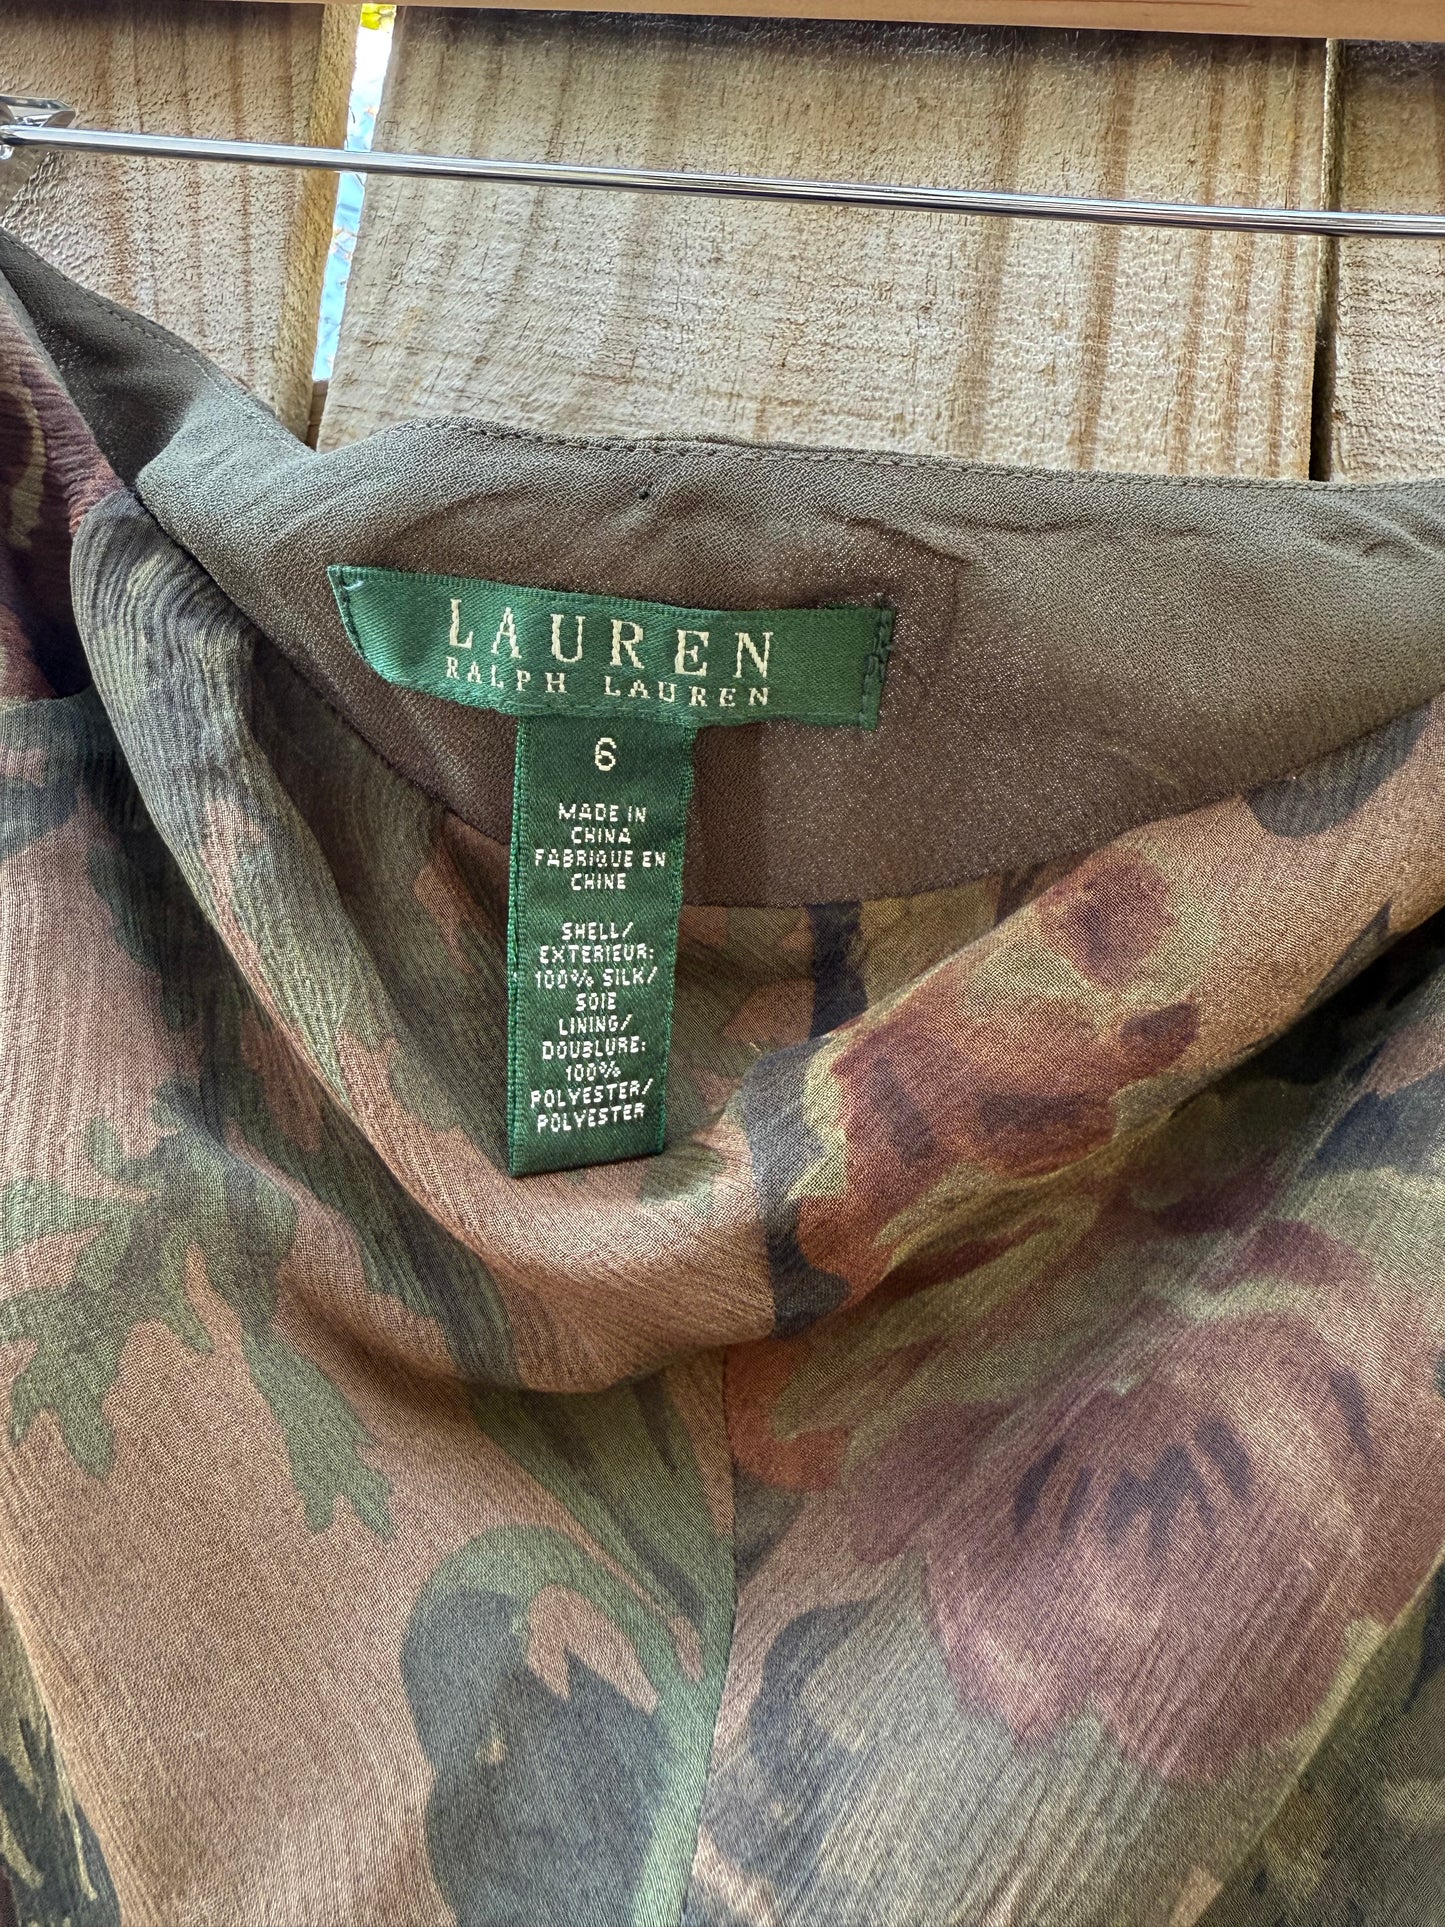 LAUREN
RALPH LAUREN
6
MADE IN
CHINA
FABRIQUE EN
CHINE
SHELL/
EXTERIEUR:
100% SILK/
SOIE
LINING/
DOUBLURE:
100%
POLYESTER/
POLYESTER